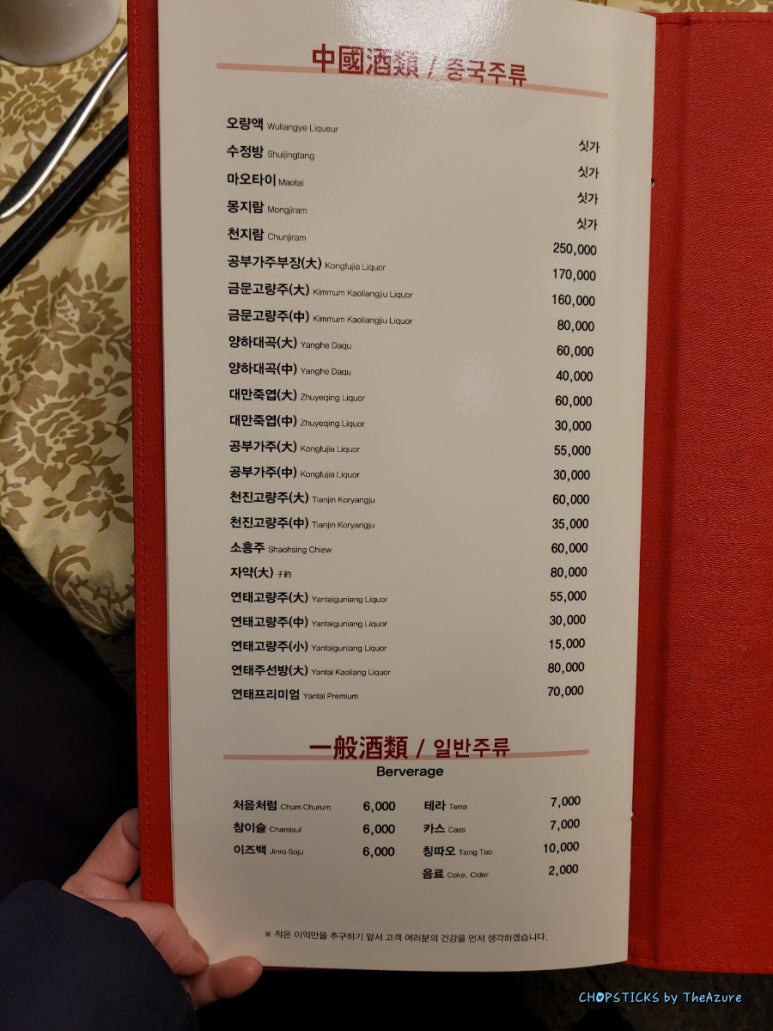 中國酒類 / 중국주류
오량액 Wuliangye Liqueur 싯가
수정방 Shuijingfang 싯가
마오타이 Maotai 싯가
몽지람 Mongjiram 싯가
천지람 Chunjiram 250,000
공부가주부장(大) Kongfujia Liquor 170,000
금문고량주(大) Kimmum Kaoliangjiu Liquor 160,000
금문고량주(中) Kimmum Kaoliangjiu Liquor 80,000
양하대곡(大) Yanghe Daqu 60,000
양하대곡(中) Yanghe Daqu 40,000
대만죽엽(大) Zhuyeqing Liquor 60,000
대만죽엽(中) Zhuyeqing Liquor 30,000
공부가주(大) Kongfujia Liquor 55,000
공부가주(中) Kongfujia Liquor 30,000
천진고량주(大) Tianjin Koryangju 60,000
천진고량주(中) Tianjin Koryangju 35,000
소홍주 Shaohsing Chiew 60,000
자약(大) 子約 80,000
연태고량주(大) Yantaiguniang Liquor 55,000
연태고량주(中) Yantaiguniang Liquor 30,000
연태고량주(小) Yantaiguniang Liquor 15,000
연태주선방(大) Yantai Kaoliang Liquor 80,000
연태프리미엄 Yantai Premium 70,000
一般酒類 / 일반주류
Berverage
처음처럼 Chum Churum 6,000 테라 Terra 7,000
참이슬 Chamisul 6,000 카스 Cass 7,000
이즈백 Jinro Soju 6,000 칭따오 Tsing Tao 10,000
음료 Coke, Cider 2,000
※ 작은 이익만을 추구하기 앞서 고객 여러분의 건강을 먼저 생각하겠습니다.
CHOPSTICKS by TheAzure